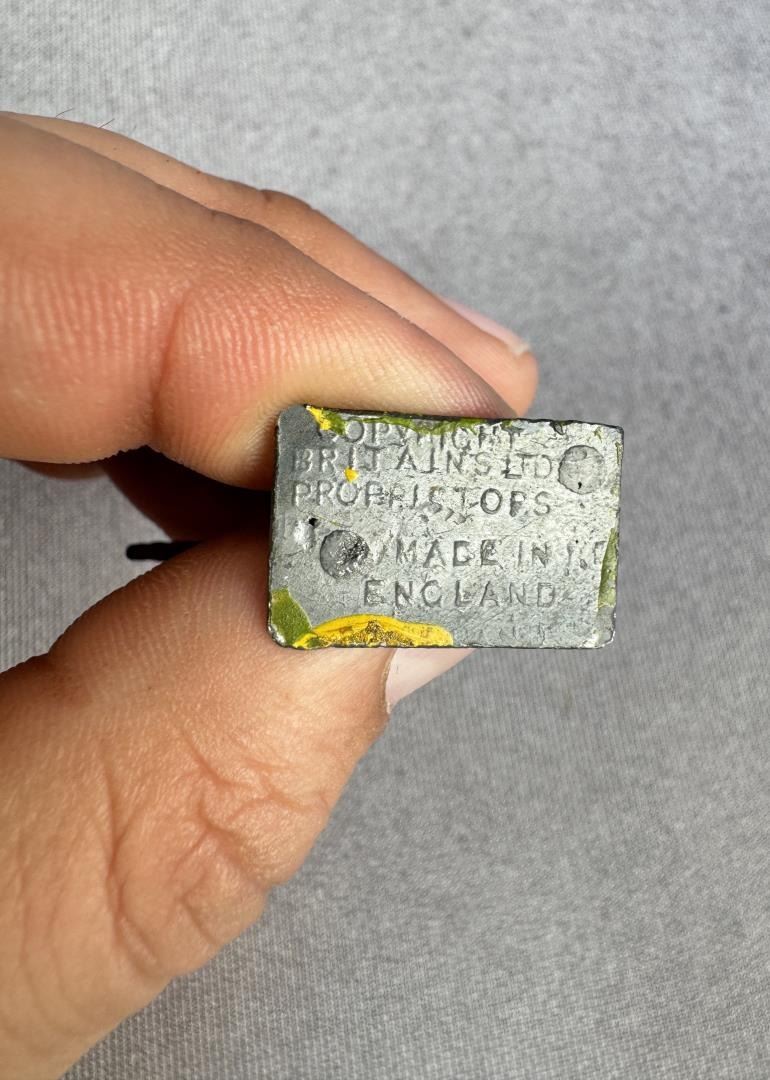 COPYRIGHT
BRITAINS LTD
PROPRIETORS
MADE IN
ENGLAND